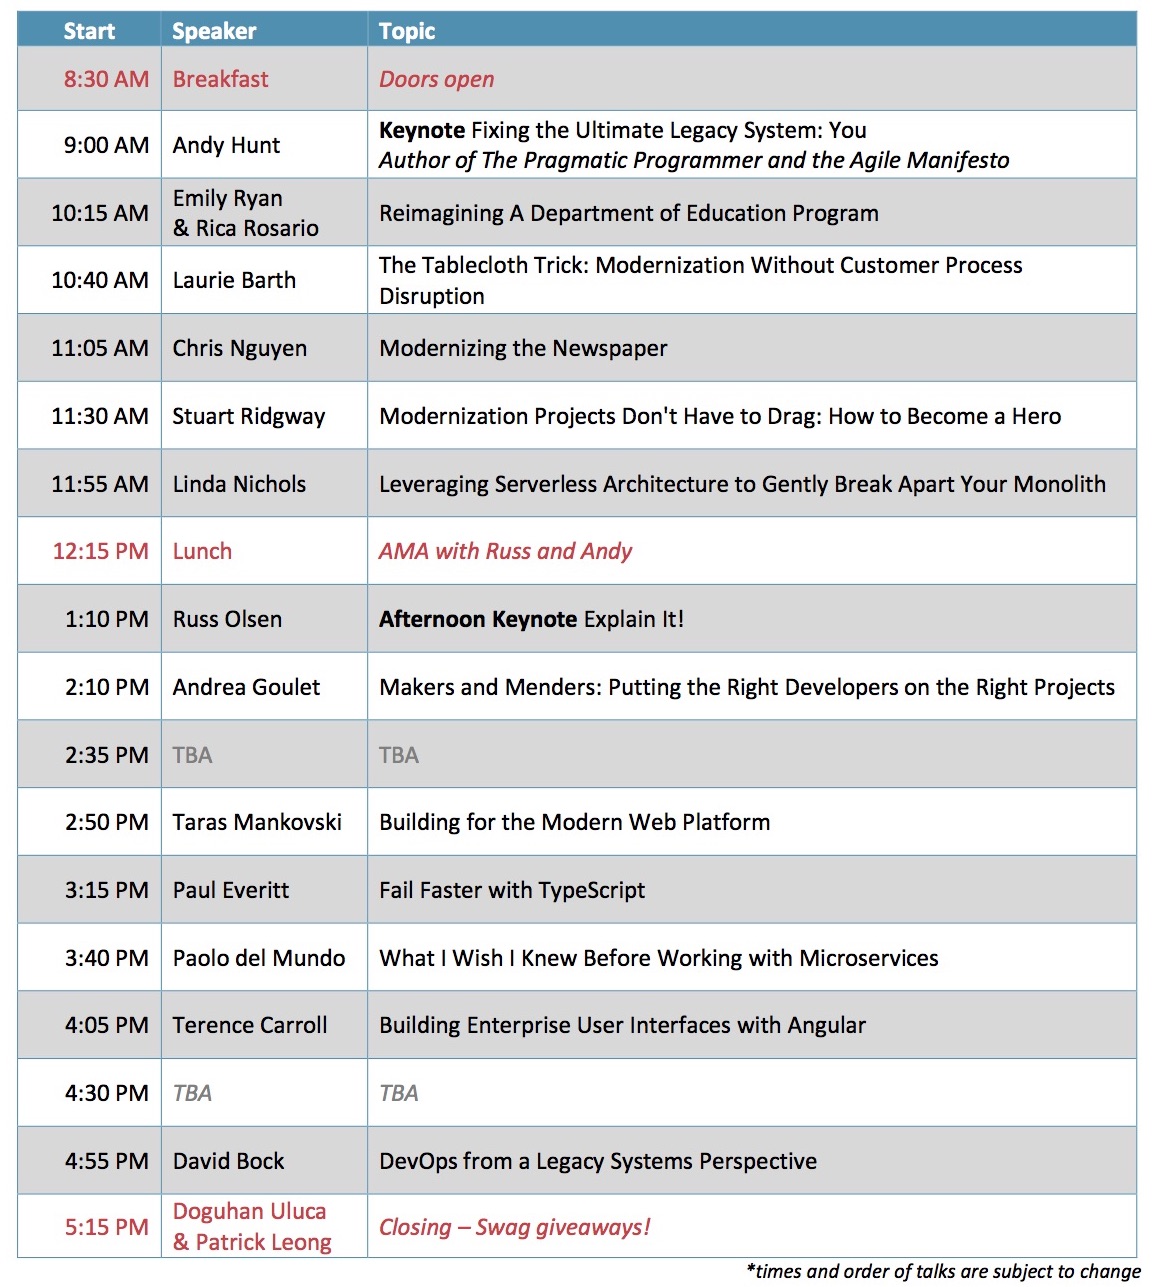 Start Speaker Topic
8:30 AM Breakfast Doors open
9:00 AM Andy Hunt Keynote Fixing the Ultimate Legacy System: You
Author of The Pragmatic Programmer and the Agile Manifesto
10:15 AM Emily Ryan
& Rica Rosario Reimagining A Department of Education Program
10:40 AM Laurie Barth The Tablecloth Trick: Modernization Without Customer Process
Disruption
11:05 AM Chris Nguyen Modernizing the Newspaper
11:30 AM Stuart Ridgway Modernization Projects Don't Have to Drag: How to Become a Hero
11:55 AM Linda Nichols Leveraging Serverless Architecture to Gently Break Apart Your Monolith
12:15 PM Lunch AMA with Russ and Andy
1:10 PM Russ Olsen Afternoon Keynote Explain It!
2:10 PM Andrea Goulet Makers and Menders: Putting the Right Developers on the Right Projects
2:35 PM TBA TBA
2:50 PM Taras Mankovski Building for the Modern Web Platform
3:15 PM Paul Everitt Fail Faster with TypeScript
3:40 PM Paolo del Mundo What I Wish I Knew Before Working with Microservices
4:05 PM Terence Carroll Building Enterprise User Interfaces with Angular
4:30 PM TBA TBA
4:55 PM David Bock DevOps from a Legacy Systems Perspective
5:15 PM Doguhan Uluca
& Patrick Leong Closing – Swag giveaways!
*times and order of talks are subject to change